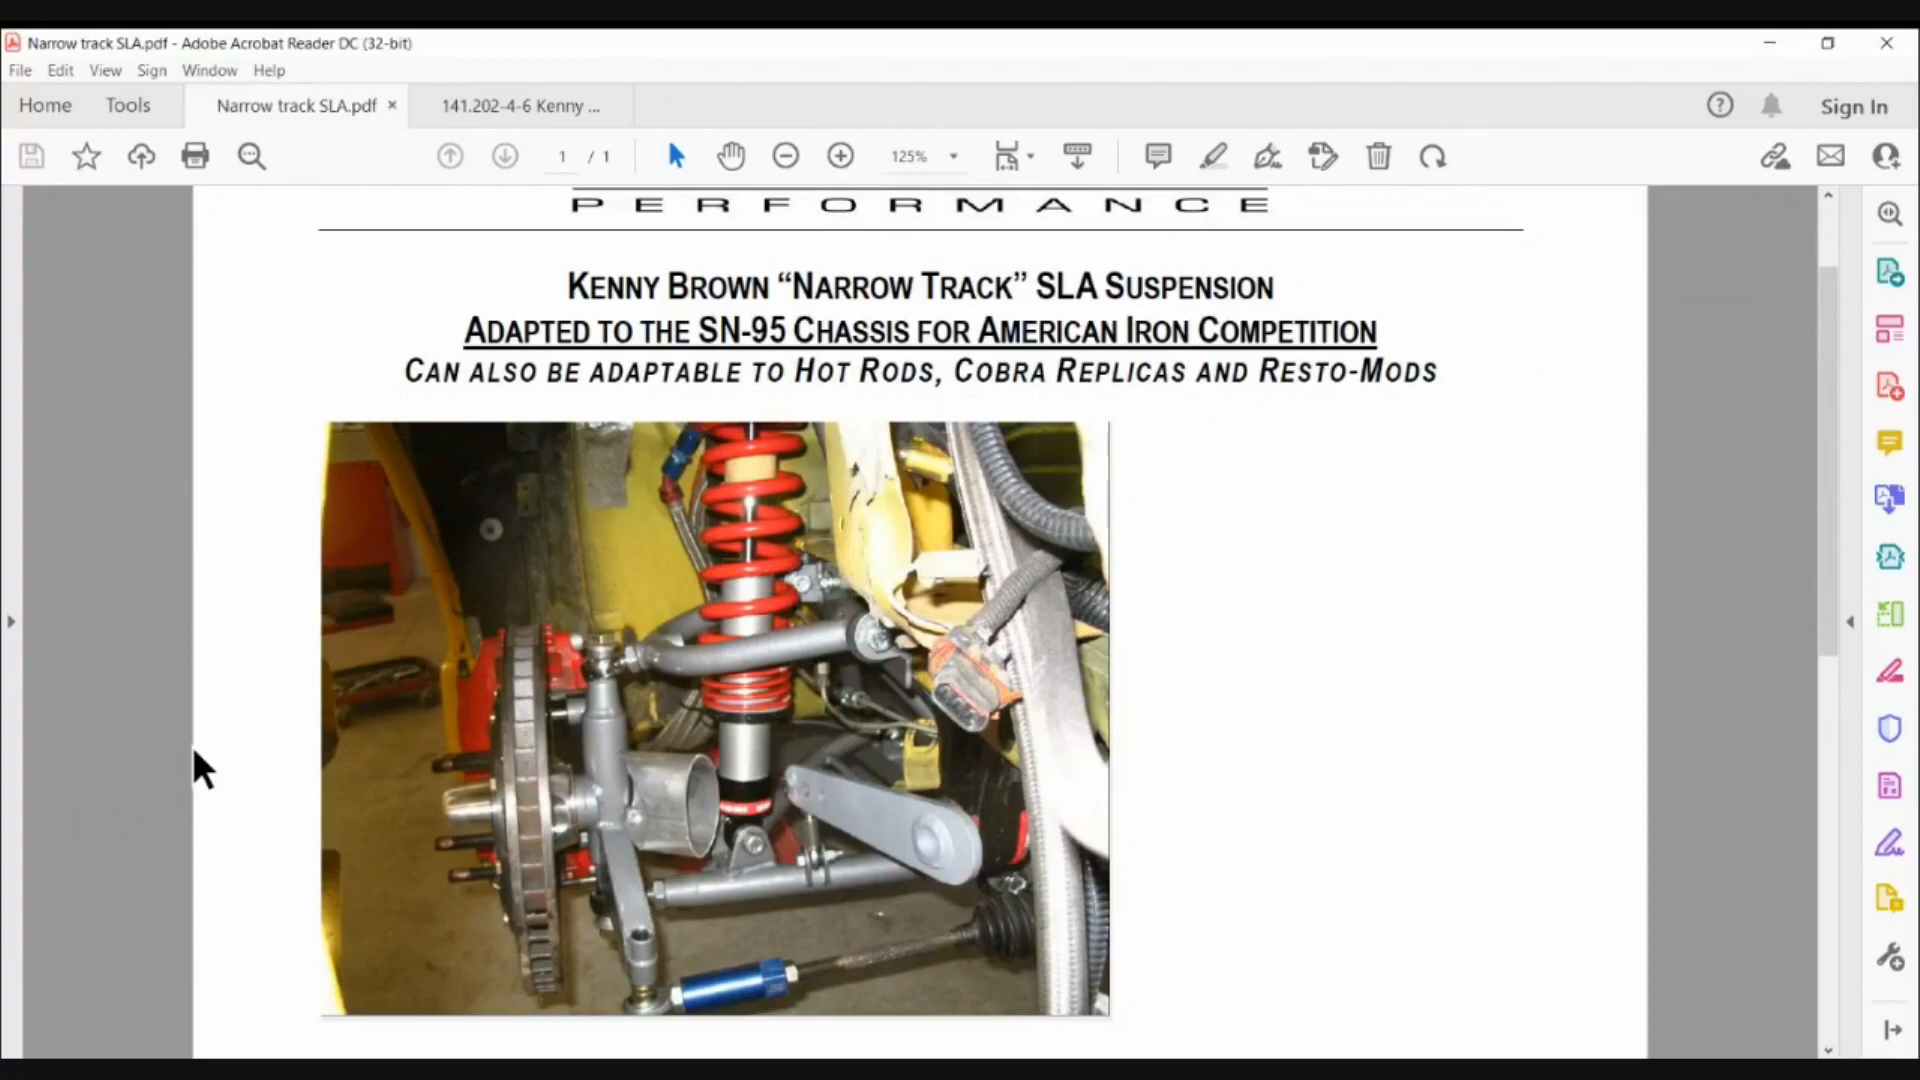 Narrow track SLA.pdf - Adobe Acrobat Reader DC (32-bit)
File Edit View Sign Window Help
Home Tools Narrow track SLA.pdf × 141.202-4-6 Kenny ... Sign In
1 / 1 125%
PERFORMANCE
KENNY BROWN “NARROW TRACK” SLA SUSPENSION
ADAPTED TO THE SN-95 CHASSIS FOR AMERICAN IRON COMPETITION
CAN ALSO BE ADAPTABLE TO HOT RODS, COBRA REPLICAS AND RESTO-MODS